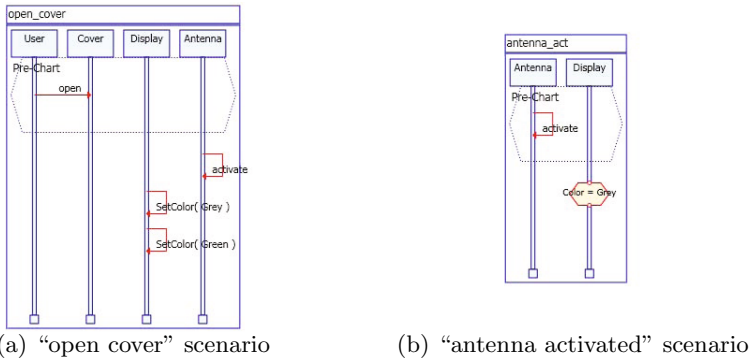 open_cover
User Cover Display Antenna
Pre-Chart
open
activate
SetColor( Grey )
SetColor( Green )
(a) “open cover” scenario
antenna_act
Antenna Display
Pre-Chart
activate
Color = Grey
(b) “antenna activated” scenario